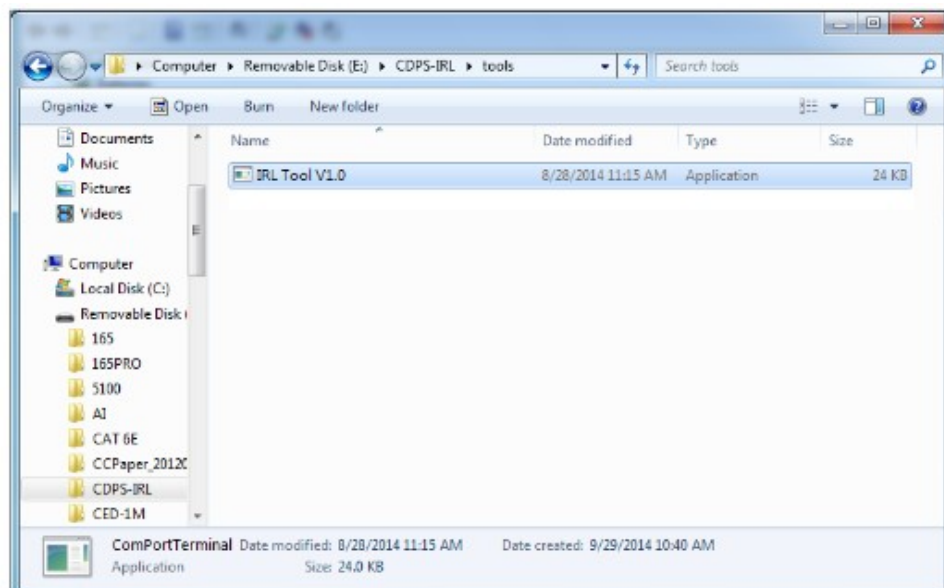 Computer ▸ Removable Disk (E:) ▸ CDPS-IRL ▸ tools
Search tools
Organize Open Burn New folder
Documents
Music
Pictures
Videos
Computer
Local Disk (C:)
Removable Disk (
165
165PRO
5100
AI
CAT 6E
CCPaper_2012
CDPS-IRL
CED-1M
Name Date modified Type Size
IRL Tool V1.0 8/28/2014 11:15 AM Application 24 KB
ComPortTerminal Date modified: 8/28/2014 11:15 AM Date created: 9/29/2014 10:40 AM
Application Size: 24.0 KB